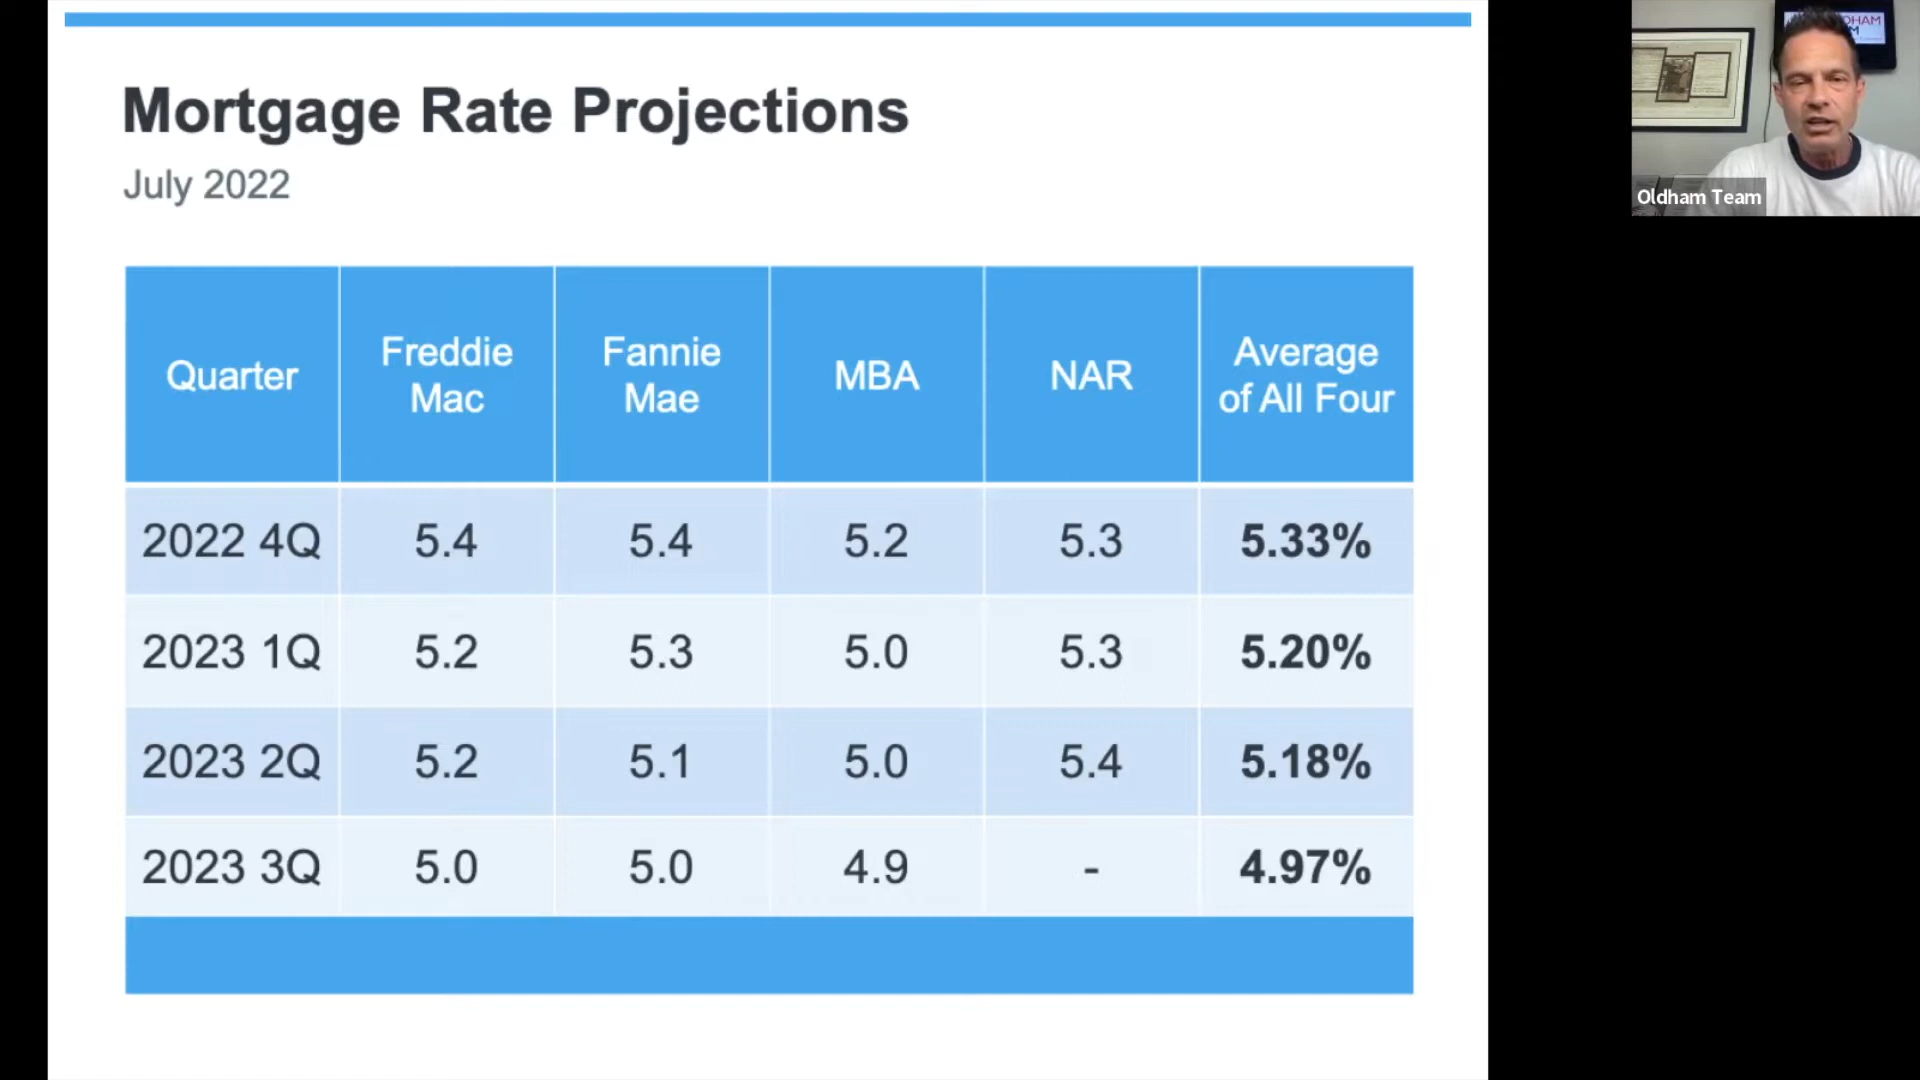 Mortgage Rate Projections
July 2022
Quarter Freddie Mac Fannie Mae MBA NAR Average of All Four
2022 4Q 5.4 5.4 5.2 5.3 5.33%
2023 1Q 5.2 5.3 5.0 5.3 5.20%
2023 2Q 5.2 5.1 5.0 5.4 5.18%
2023 3Q 5.0 5.0 4.9 - 4.97%
Oldham Team